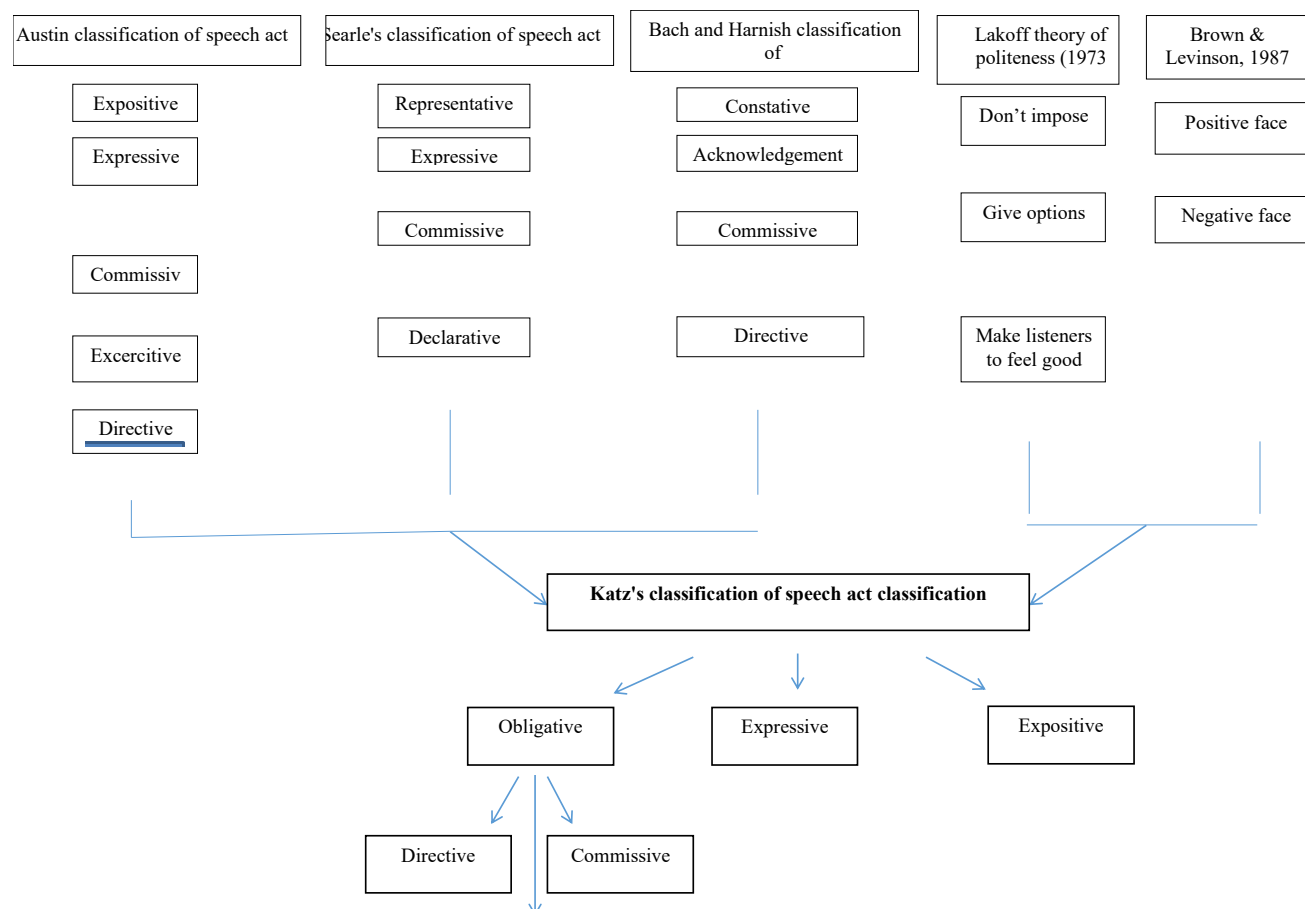 Austin classification of speech act
Searle's classification of speech act
Bach and Harnish classification
of
Lakoff theory of
politeness (1973
Brown &
Levinson, 1987
Expositive
Expressive
Commissiv
Excercitive
Directive
Representative
Expressive
Commissive
Declarative
Constative
Acknowledgement
Commissive
Directive
Don’t impose
Give options
Make listeners
to feel good
Positive face
Negative face
Katz's classification of speech act classification
Obligative
Expressive
Expositive
Directive
Commissive